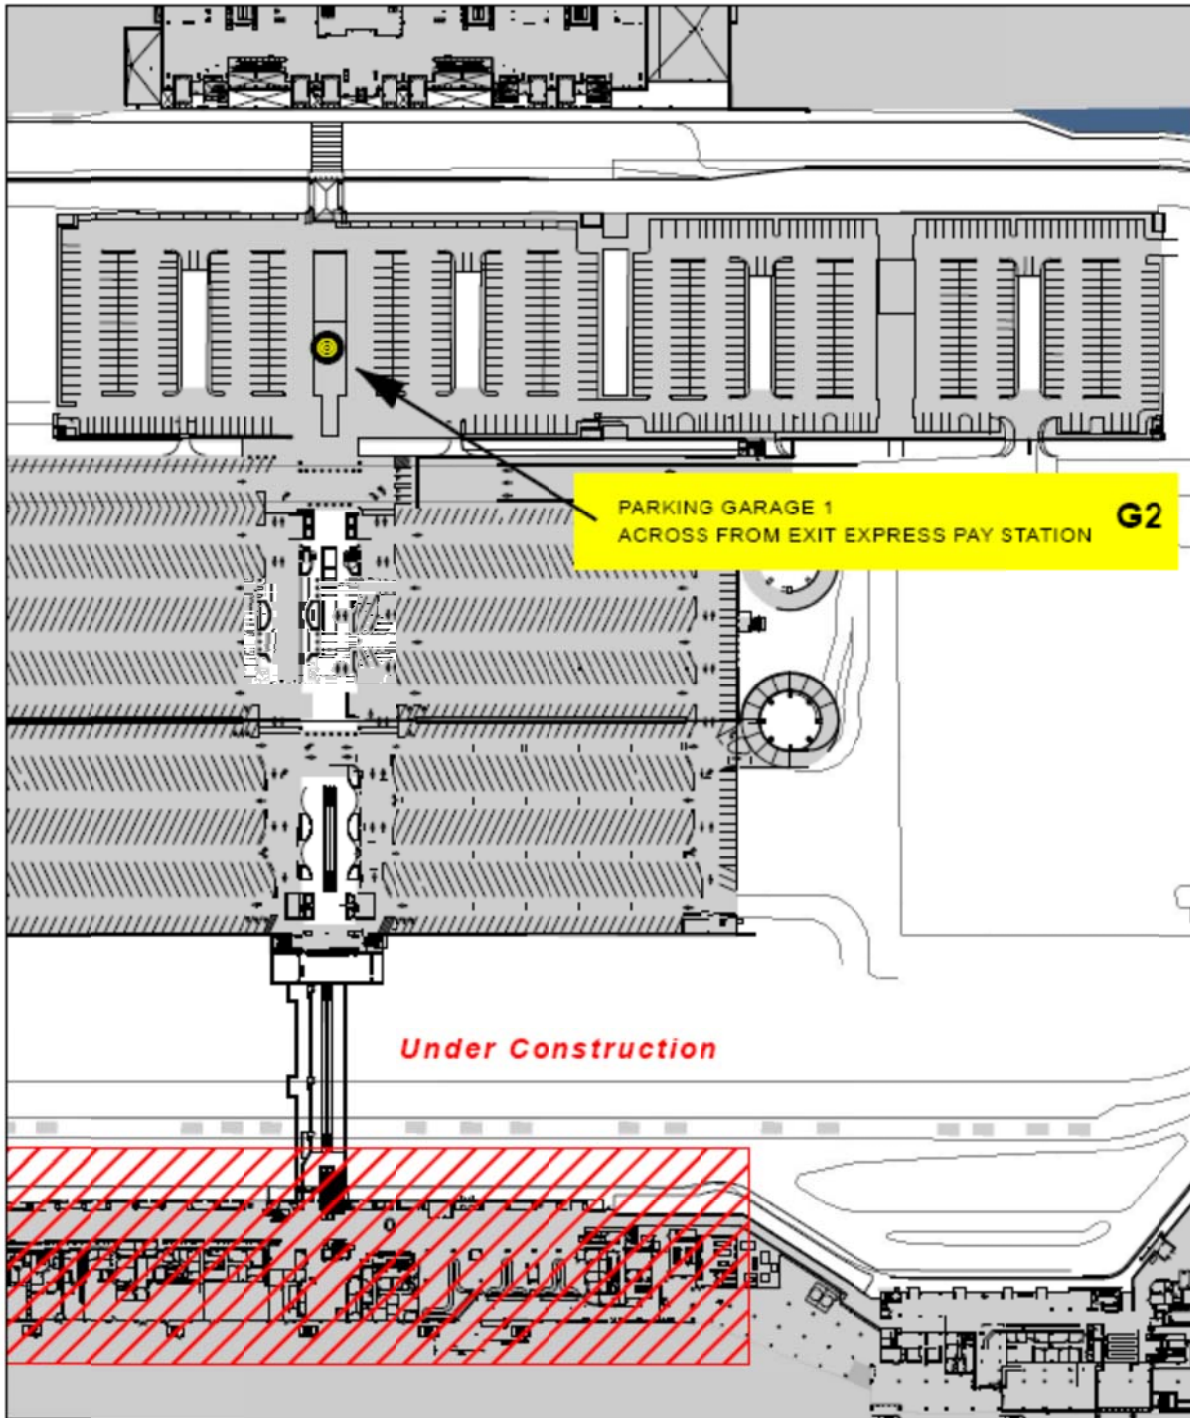 PARKING GARAGE 1
ACROSS FROM EXIT EXPRESS PAY STATION
G2
Under Construction